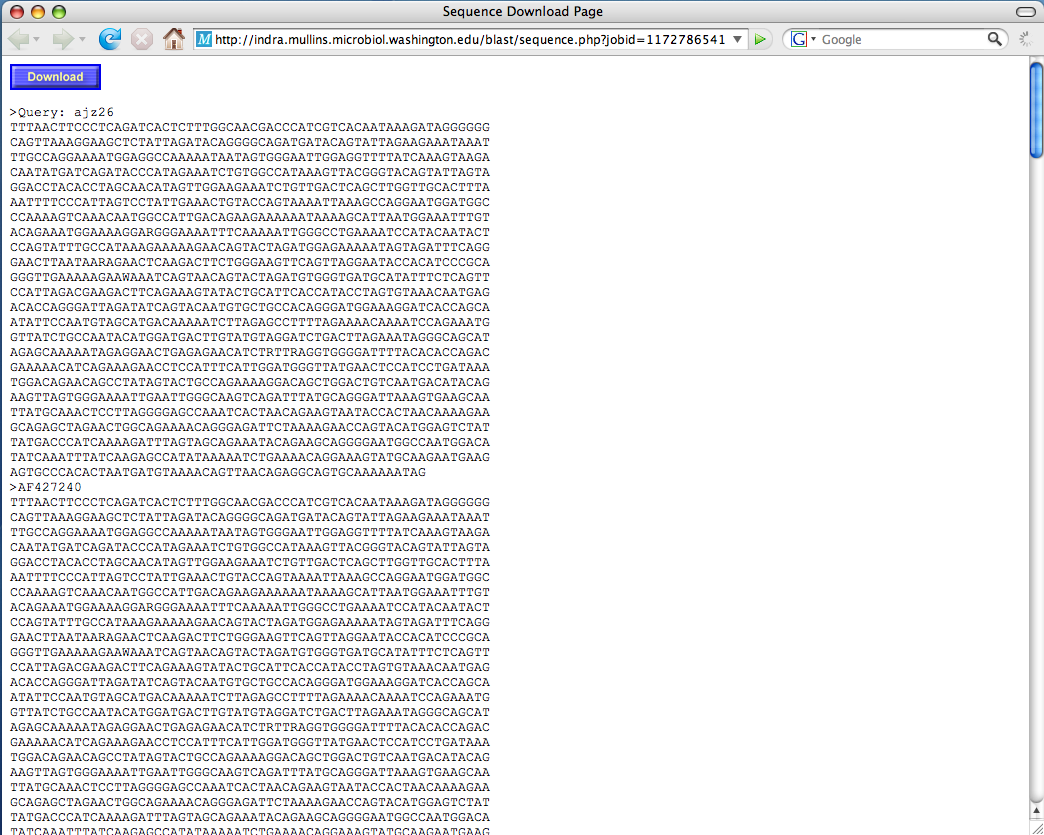 Sequence Download Page
http://indra.mullins.microbiol.washington.edu/blast/sequence.php?jobid=1172786541
Google
Download
>Query: ajz26
TTTAACTTCCCTCAGATCACTCTTTGGCAACGACCCATCGTCACAATAAAGATAGGGGGG
CAGTTAAAGGAAGCTCTATTAGATACAGGGGCAGATGATACAGTATTAGAAGAAATAAAT
TTGCCAGGAAAATGGAGGCCAAAAATAATAGTGGGAATTGGAGGTTTTATCAAAGTAAGA
CAATATGATCAGATACCCATAGAAATCTGTGGCCATAAAGTTACGGGTACAGTATTAGTA
GGACCTACACCTAGCAACATAGTTGGAAGAAATCTGTTGACTCAGCTTGGTTGCACTTTA
AATTTTCCCATTAGTCCTATTGAAACTGTACCAGTAAAATTAAAGCCAGGAATGGATGGC
CCAAAAGTCAAACAATGGCCATTGACAGAAGAAAAAATAAAAGCATTAATGGAAATTTGT
ACAGAAATGGAAAAGGARGGGAAAATTTCAAAAATTGGGCCTGAAAATCCATACAATACT
CCAGTATTTGCCATAAAGAAAAAGAACAGTACTAGATGGAGAAAAATAGTAGATTTCAGG
GAACTTAATAARAGAACTCAAGACTTCTGGGAAGTTCAGTTAGGAATACCACATCCCGCA
GGGTTGAAAAAGAAWAAATCAGTAACAGTACTAGATGTGGGTGATGCATATTTCTCAGTT
CCATTAGACGAAGACTTCAGAAAGTATACTGCATTCACCATACCTAGTGTAAACAATGAG
ACACCAGGGATTAGATATCAGTACAATGTGCTGCCACAGGGATGGAAAGGATCACCAGCA
ATATTCCAATGTAGCATGACAAAAATCTTAGAGCCTTTTAGAAAACAAAATCCAGAAATG
GTTATCTGCCAATACATGGATGACTTGTATGTAGGATCTGACTTAGAAATAGGGCAGCAT
AGAGCAAAAATAGAGGAACTGAGAGAACATCTRTTRAGGTGGGGATTTTACACACCAGAC
GAAAAACATCAGAAAGAACCTCCATTTCATTGGATGGGTTATGAACTCCATCCTGATAAA
TGGACAGAACAGCCTATAGTACTGCCAGAAAAGGACAGCTGGACTGTCAATGACATACAG
AAGTTAGTGGGAAAATTGAATTGGGCAAGTCAGATTTATGCAGGGATTAAAGTGAAGCAA
TTATGCAAACTCCTTAGGGGAGCCAAATCACTAACAGAAGTAATACCACTAACAAAAGAA
GCAGAGCTAGAACTGGCAGAAAACAGGGAGATTCTAAAAGAACCAGTACATGGAGTCTAT
TATGACCCATCAAAAGATTTAGTAGCAGAAATACAGAAGCAGGGGAATGGCCAATGGACA
TATCAAATTTATCAAGAGCCATATAAAAATCTGAAAACAGGAAAGTATGCAAGAATGAAG
AGTGCCCACACTAATGATGTAAAACAGTTAACAGAGGCAGTGCAAAAAATAG
>AF427240
TTTAACTTCCCTCAGATCACTCTTTGGCAACGACCCATCGTCACAATAAAGATAGGGGGG
CAGTTAAAGGAAGCTCTATTAGATACAGGGGCAGATGATACAGTATTAGAAGAAATAAAT
TTGCCAGGAAAATGGAGGCCAAAAATAATAGTGGGAATTGGAGGTTTTATCAAAGTAAGA
CAATATGATCAGATACCCATAGAAATCTGTGGCCATAAAGTTACGGGTACAGTATTAGTA
GGACCTACACCTAGCAACATAGTTGGAAGAAATCTGTTGACTCAGCTTGGTTGCACTTTA
AATTTTCCCATTAGTCCTATTGAAACTGTACCAGTAAAATTAAAGCCAGGAATGGATGGC
CCAAAAGTCAAACAATGGCCATTGACAGAAGAAAAAATAAAAGCATTAATGGAAATTTGT
ACAGAAATGGAAAAGGARGGGAAAATTTCAAAAATTGGGCCTGAAAATCCATACAATACT
CCAGTATTTGCCATAAAGAAAAAGAACAGTACTAGATGGAGAAAAATAGTAGATTTCAGG
GAACTTAATAARAGAACTCAAGACTTCTGGGAAGTTCAGTTAGGAATACCACATCCCGCA
GGGTTGAAAAAGAAWAAATCAGTAACAGTACTAGATGTGGGTGATGCATATTTCTCAGTT
CCATTAGACGAAGACTTCAGAAAGTATACTGCATTCACCATACCTAGTGTAAACAATGAG
ACACCAGGGATTAGATATCAGTACAATGTGCTGCCACAGGGATGGAAAGGATCACCAGCA
ATATTCCAATGTAGCATGACAAAAATCTTAGAGCCTTTTAGAAAACAAAATCCAGAAATG
GTTATCTGCCAATACATGGATGACTTGTATGTAGGATCTGACTTAGAAATAGGGCAGCAT
AGAGCAAAAATAGAGGAACTGAGAGAACATCTRTTRAGGTGGGGATTTTACACACCAGAC
GAAAAACATCAGAAAGAACCTCCATTTCATTGGATGGGTTATGAACTCCATCCTGATAAA
TGGACAGAACAGCCTATAGTACTGCCAGAAAAGGACAGCTGGACTGTCAATGACATACAG
AAGTTAGTGGGAAAATTGAATTGGGCAAGTCAGATTTATGCAGGGATTAAAGTGAAGCAA
TTATGCAAACTCCTTAGGGGAGCCAAATCACTAACAGAAGTAATACCACTAACAAAAGAA
GCAGAGCTAGAACTGGCAGAAAACAGGGAGATTCTAAAAGAACCAGTACATGGAGTCTAT
TATGACCCATCAAAAGATTTAGTAGCAGAAATACAGAAGCAGGGGAATGGCCAATGGACA
TATCAAATTTATCAAGAGCCATATAAAAATCTGAAAACAGGAAAGTATGCAAGAATGAAG